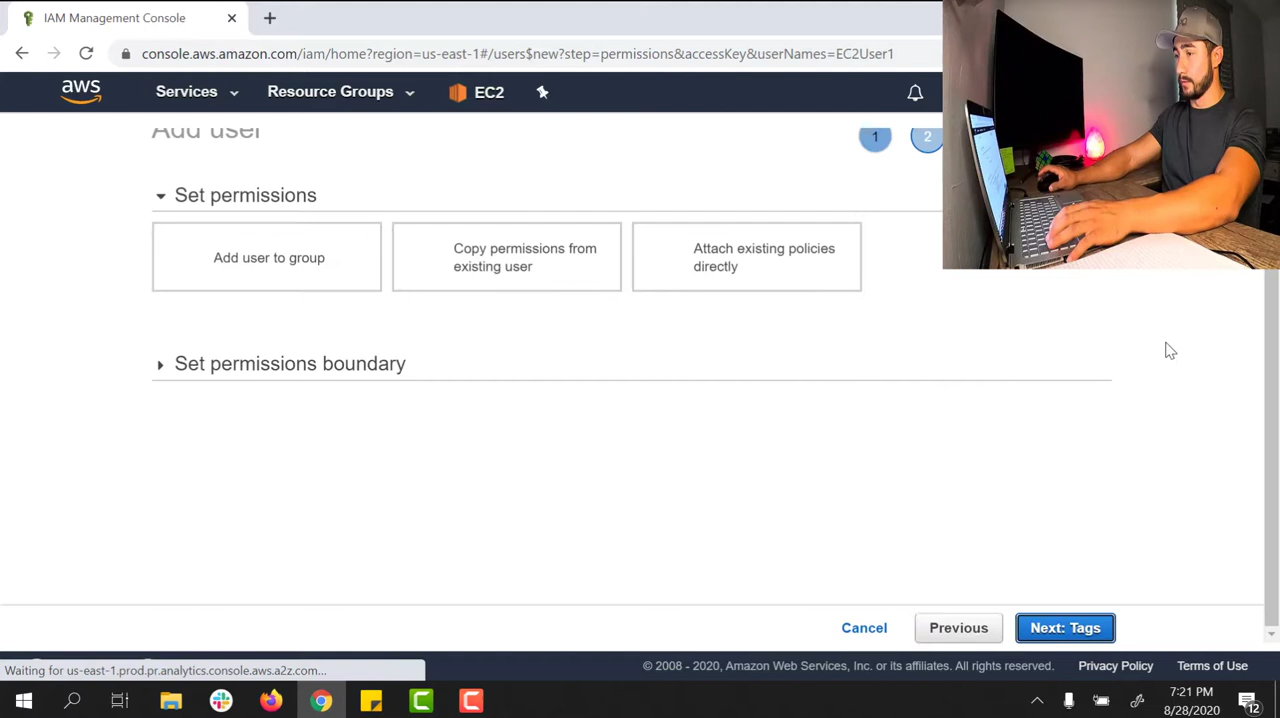 IAM Management Console
console.aws.amazon.com/iam/home?region=us-east-1#/users$new?step=permissions&accessKey&userNames=EC2User1
aws Services Resource Groups EC2
Add user 1 2
Set permissions
Add user to group
Copy permissions from
existing user
Attach existing policies
directly
Set permissions boundary
Cancel Previous Next: Tags
Waiting for us-east-1.prod.pr.analytics.console.aws.a2z.com...
© 2008 - 2020, Amazon Web Services, Inc. or its affiliates. All rights reserved. Privacy Policy Terms of Use
7:21 PM
8/28/2020
12